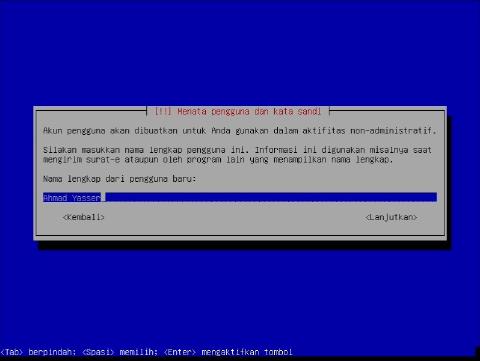 [!!] Menata pengguna dan kata sandi
Akun pengguna akan dibuatkan untuk Anda gunakan dalam aktifitas non-administratif.
Silakan masukkan nama lengkap pengguna ini. Informasi ini digunakan misalnya saat
mengirim surat-e ataupun oleh program lain yang menampilkan nama lengkap.
Nama lengkap dari pengguna baru:
Ahmad Yasser
<Kembali> <Lanjutkan>
<Tab> berpindah; <Spasi> memilih; <Enter> mengaktifkan tombol